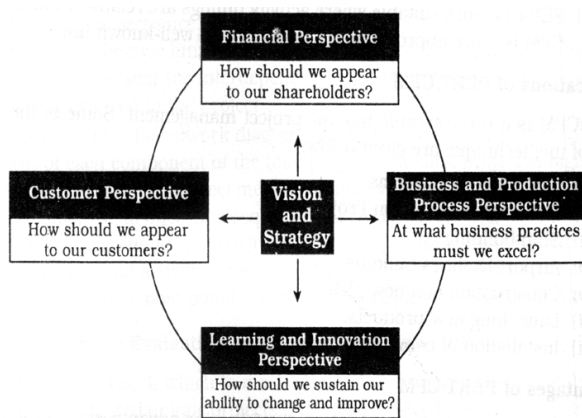 Financial Perspective
How should we appear
to our shareholders?
Customer Perspective
How should we appear
to our customers?
Vision
and
Strategy
Business and Production
Process Perspective
At what business practices
must we excel?
Learning and Innovation
Perspective
How should we sustain our
ability to change and improve?